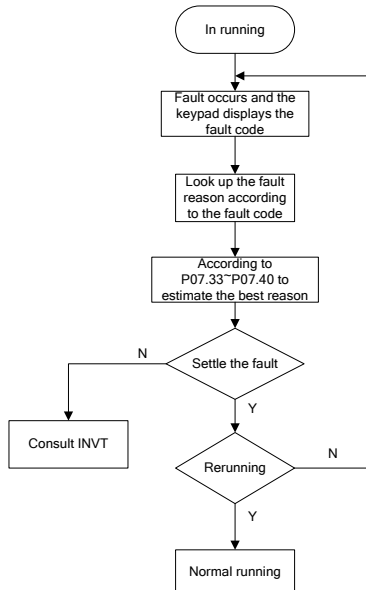 In running
Fault occurs and the
keypad displays the
fault code
Look up the fault
reason according
to the fault code
According to
P07.33~P07.40 to
estimate the best reason
Settle the fault
N
Y
Consult INVT
Rerunning
N
Y
Normal running